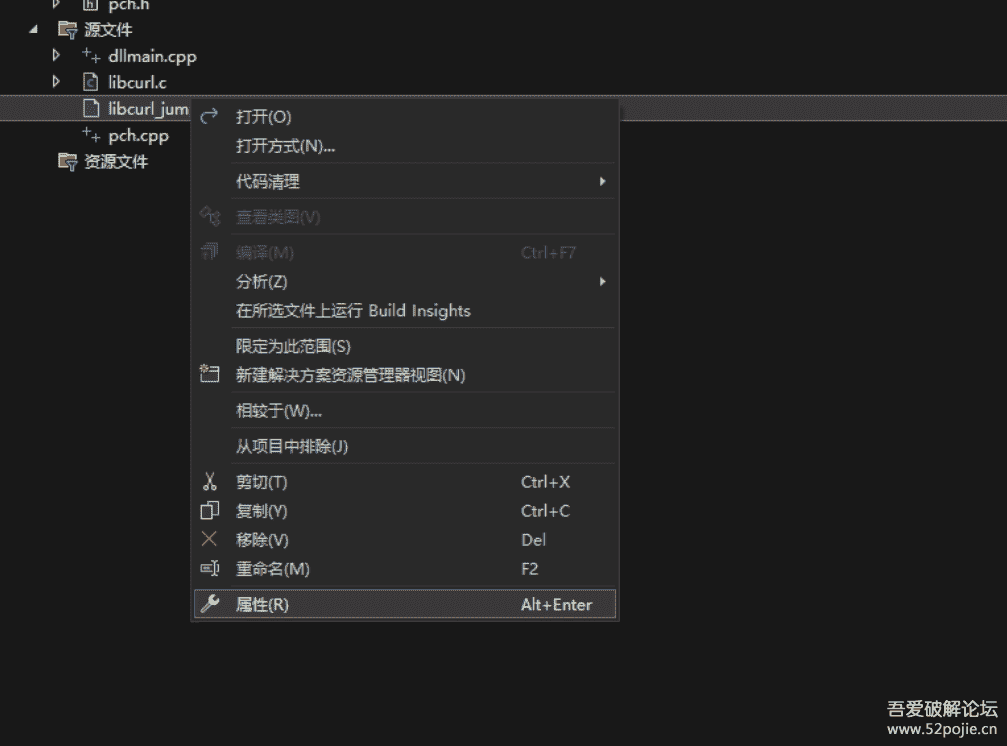 pch.h
源文件
dllmain.cpp
libcurl.c
libcurl_jum
pch.cpp
资源文件
打开(O)
打开方式(N)...
代码清理
查看类图(V)
编译(M) Ctrl+F7
分析(Z)
在所选文件上运行 Build Insights
限定为此范围(S)
新建解决方案资源管理器视图(N)
相较于(W)...
从项目中排除(J)
剪切(T) Ctrl+X
复制(Y) Ctrl+C
移除(V) Del
重命名(M) F2
属性(R) Alt+Enter
吾爱破解论坛
www.52pojie.cn